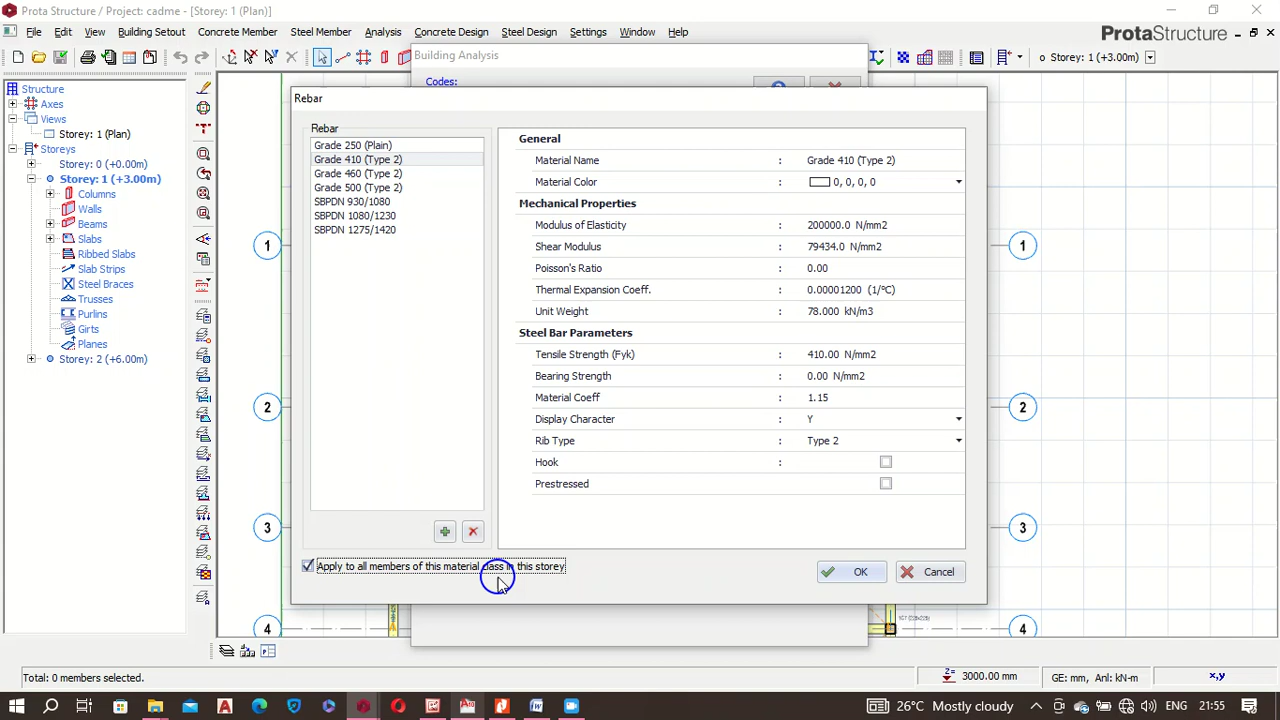 Prota Structure / Project: cadme - [Storey: 1 (Plan)]
File Edit View Building Setout Concrete Member Steel Member Analysis Concrete Design Steel Design Settings Window Help
ProtaStructure
Storey: 1 (+3.00m)
Building Analysis
Codes:
Structure
Axes
Views
Storey: 1 (Plan)
Storeys
Storey: 0 (+0.00m)
Storey: 1 (+3.00m)
Columns
Walls
Beams
Slabs
Ribbed Slabs
Slab Strips
Steel Braces
Trusses
Purlins
Girts
Planes
Storey: 2 (+6.00m)
1
2
3
4
Rebar
Rebar
Grade 250 (Plain)
Grade 410 (Type 2)
Grade 460 (Type 2)
Grade 500 (Type 2)
SBPDN 930/1080
SBPDN 1080/1230
SBPDN 1275/1420
General
Material Name : Grade 410 (Type 2)
Material Color : 0, 0, 0, 0
Mechanical Properties
Modulus of Elasticity : 200000.0 N/mm2
Shear Modulus : 79434.0 N/mm2
Poisson's Ratio : 0.00
Thermal Expansion Coeff. : 0.00001200 (1/°C)
Unit Weight : 78.000 kN/m3
Steel Bar Parameters
Tensile Strength (Fyk) : 410.00 N/mm2
Bearing Strength : 0.00 N/mm2
Material Coeff : 1.15
Display Character : Y
Rib Type : Type 2
Hook :
Prestressed :
Apply to all members of this material class in this storey
OK
Cancel
1
2
3
4
Total: 0 members selected.
3000.00 mm
GE: mm, Anl: kN-m
x,y
26°C Mostly cloudy
ENG
21:55